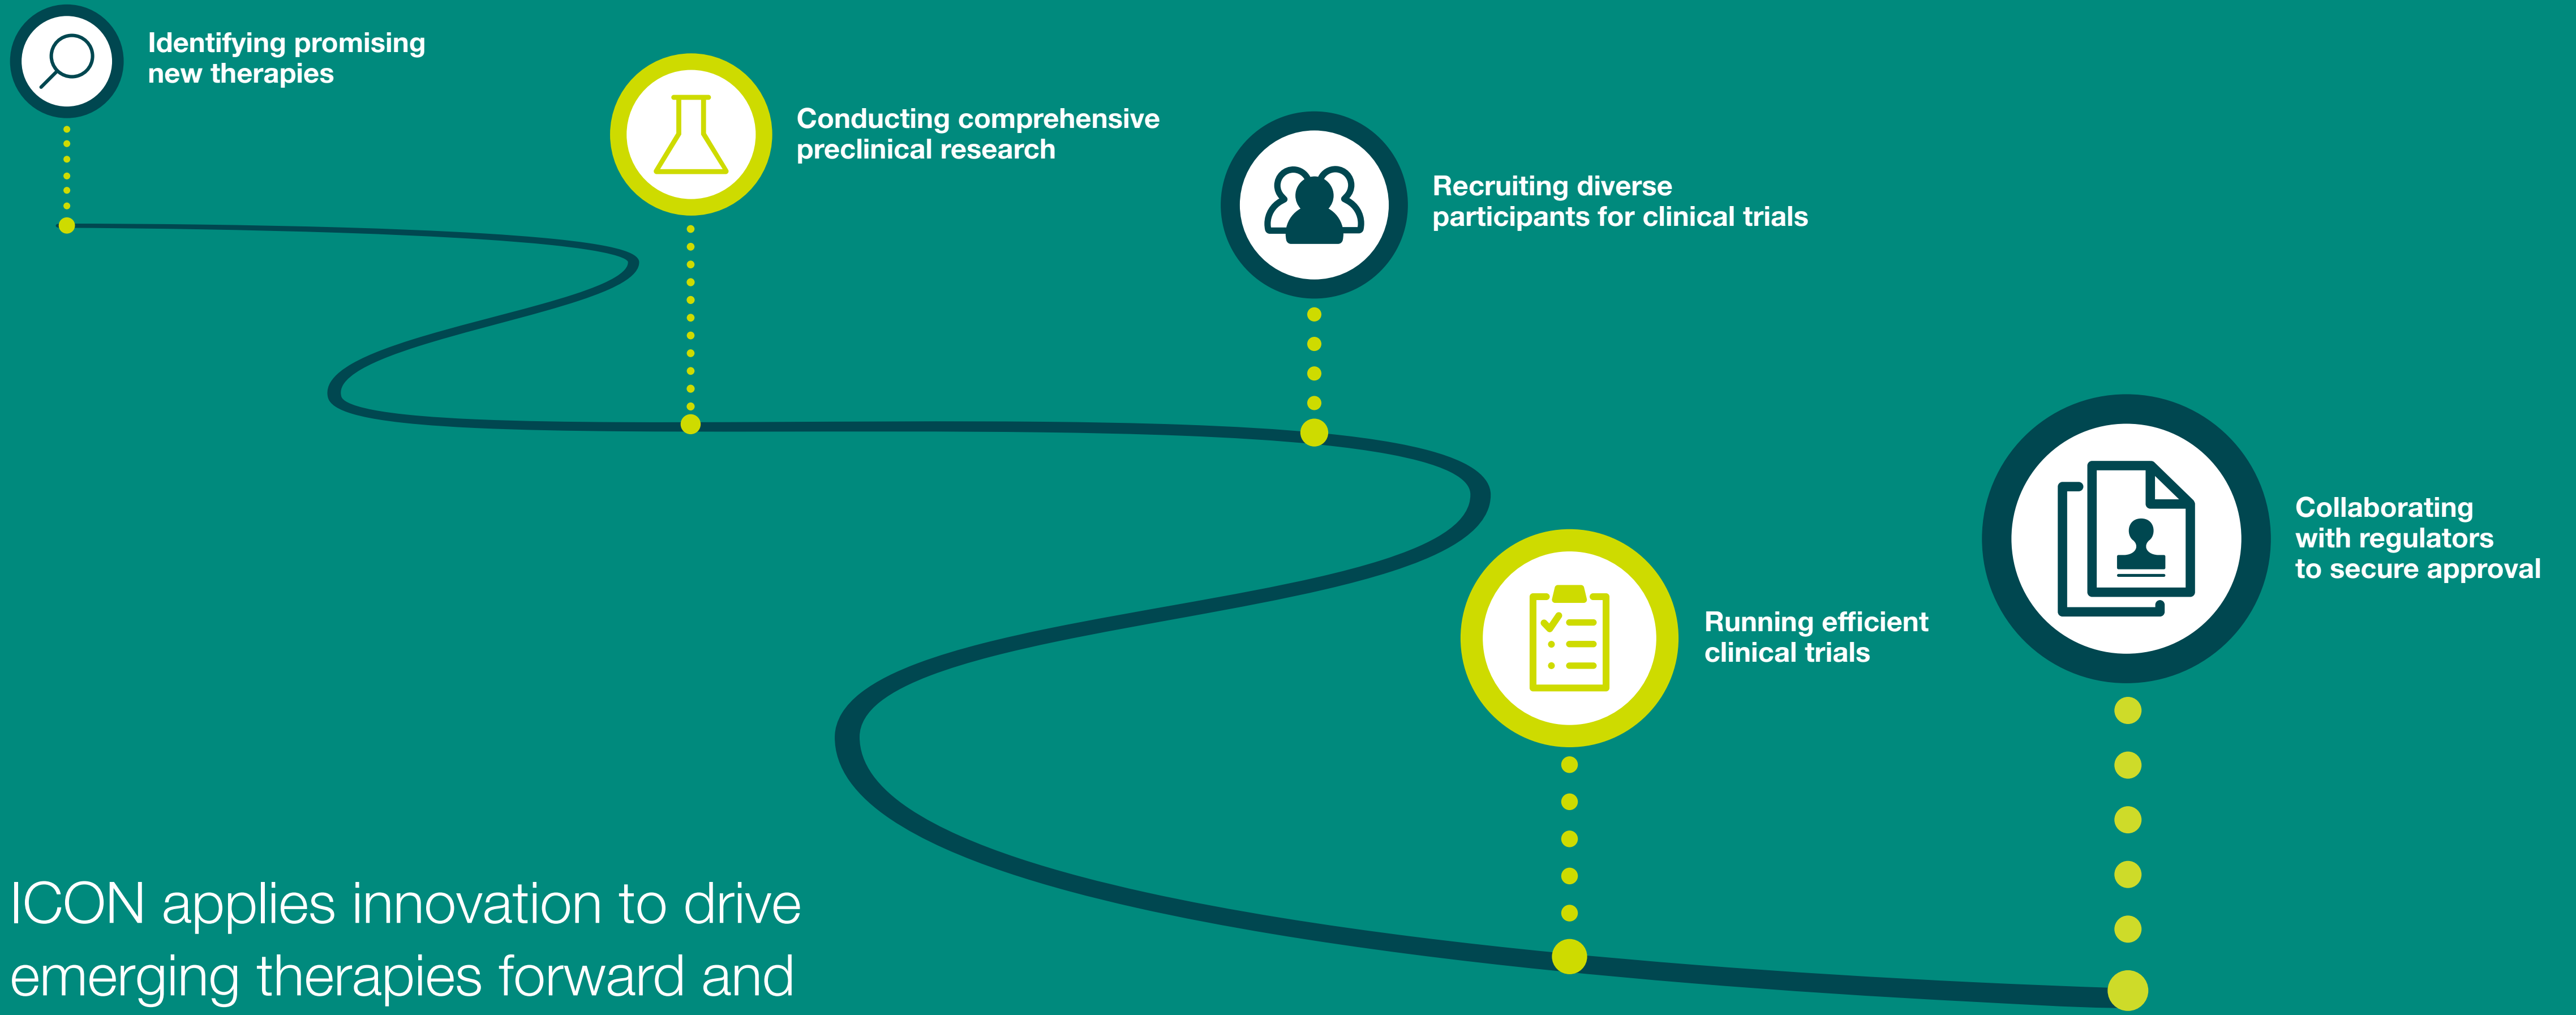 Identifying promising
new therapies
Conducting comprehensive
preclinical research
Recruiting diverse
participants for clinical trials
Collaborating
with regulators
to secure approval
Running efficient
clinical trials
ICON applies innovation to drive
emerging therapies forward and